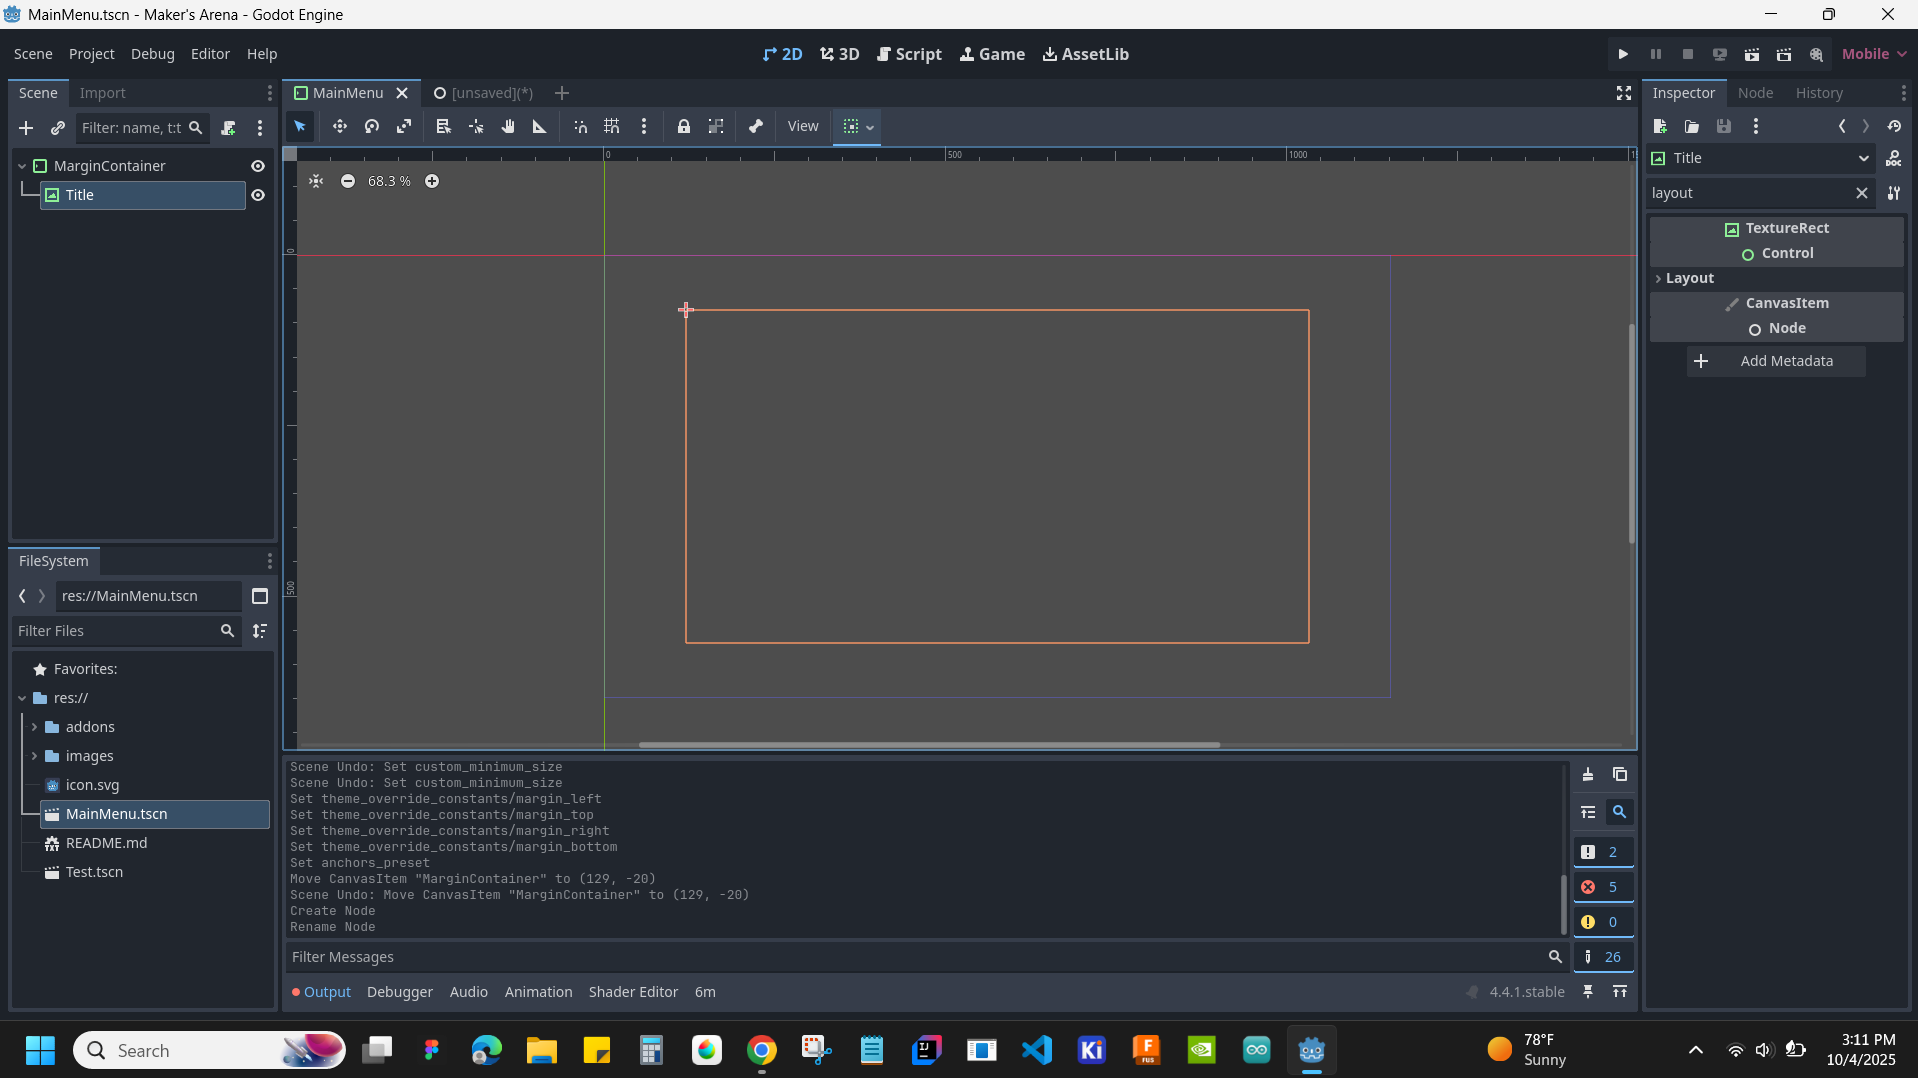 MainMenu.tscn - Maker's Arena - Godot Engine
Scene Project Debug Editor Help
2D 3D Script Game AssetLib
Mobile
Scene Import
MainMenu [unsaved](*)
Inspector Node History
Filter: name, t:t
View
MarginContainer
Title
0 500 1000
68.3 %
0
500
Title
layout
TextureRect
Control
Layout
CanvasItem
Node
Add Metadata
FileSystem
res://MainMenu.tscn
Filter Files
Favorites:
res://
addons
images
icon.svg
MainMenu.tscn
README.md
Test.tscn
Scene Undo: Set custom_minimum_size
Scene Undo: Set custom_minimum_size
Set theme_override_constants/margin_left
Set theme_override_constants/margin_top
Set theme_override_constants/margin_right
Set theme_override_constants/margin_bottom
Set anchors_preset
Move CanvasItem "MarginContainer" to (129, -20)
Scene Undo: Move CanvasItem "MarginContainer" to (129, -20)
Create Node
Rename Node
2
5
0
26
Filter Messages
Output Debugger Audio Animation Shader Editor 6m
4.4.1.stable
Search
78°F
Sunny
3:11 PM
10/4/2025